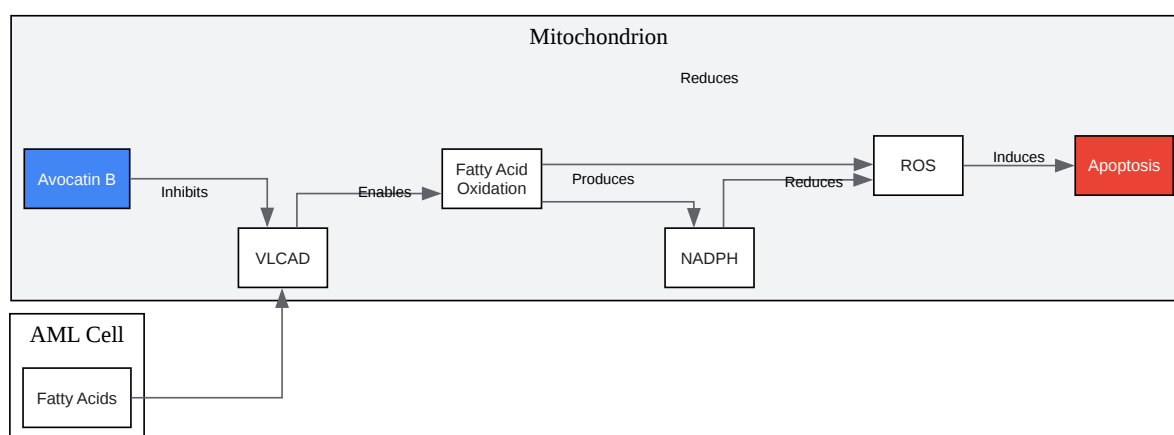 Mitochondrion
Reduces
Avocatin B
Inhibits
VLCAD
Enables
Fatty Acid
Oxidation
Produces
NADPH
Reduces
ROS
Induces
Apoptosis
AML Cell
Fatty Acids